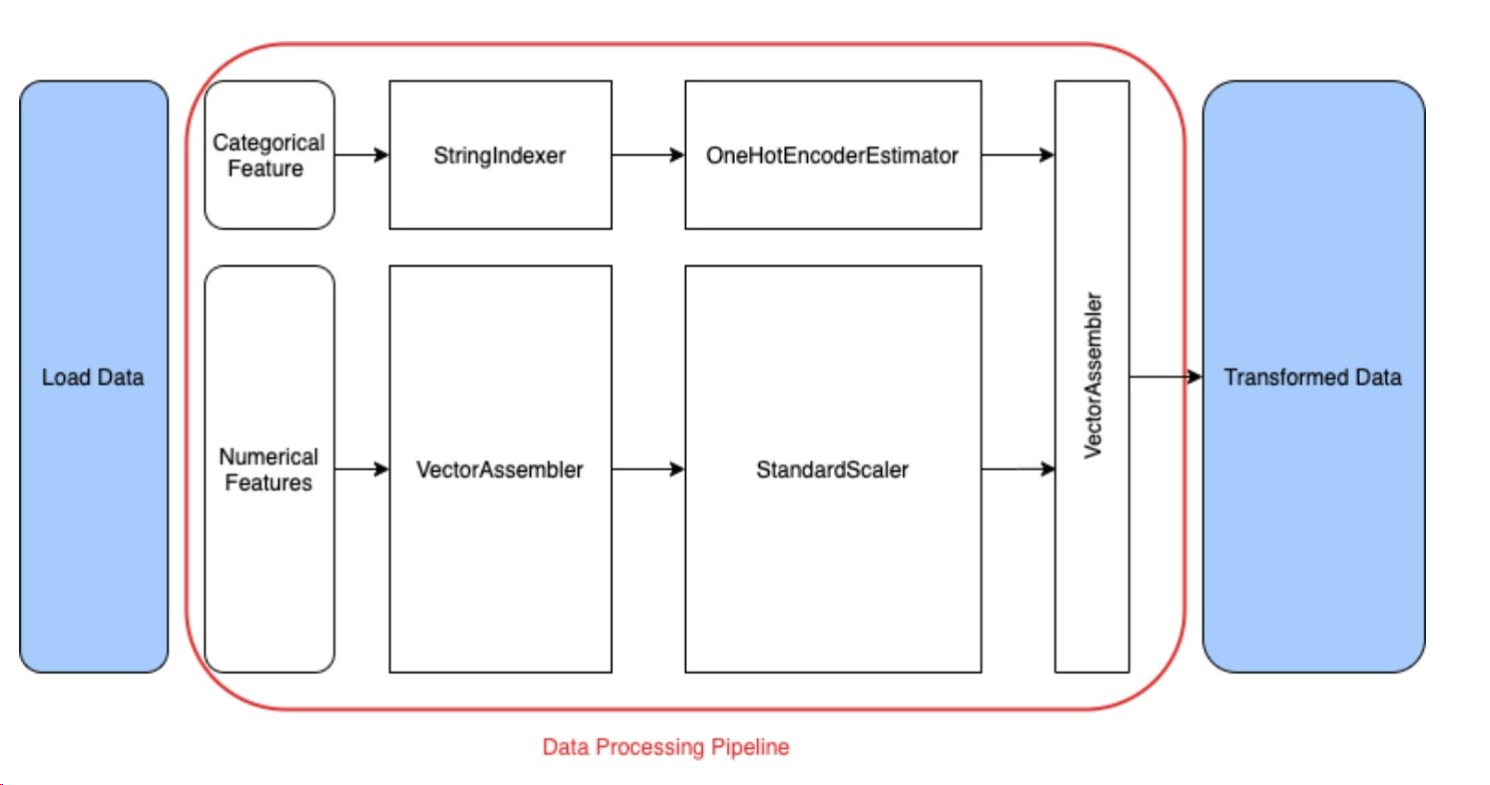 Load Data
Categorical
Feature
StringIndexer
OneHotEncoderEstimator
Numerical
Features
VectorAssembler
StandardScaler
VectorAssembler
Transformed Data
Data Processing Pipeline